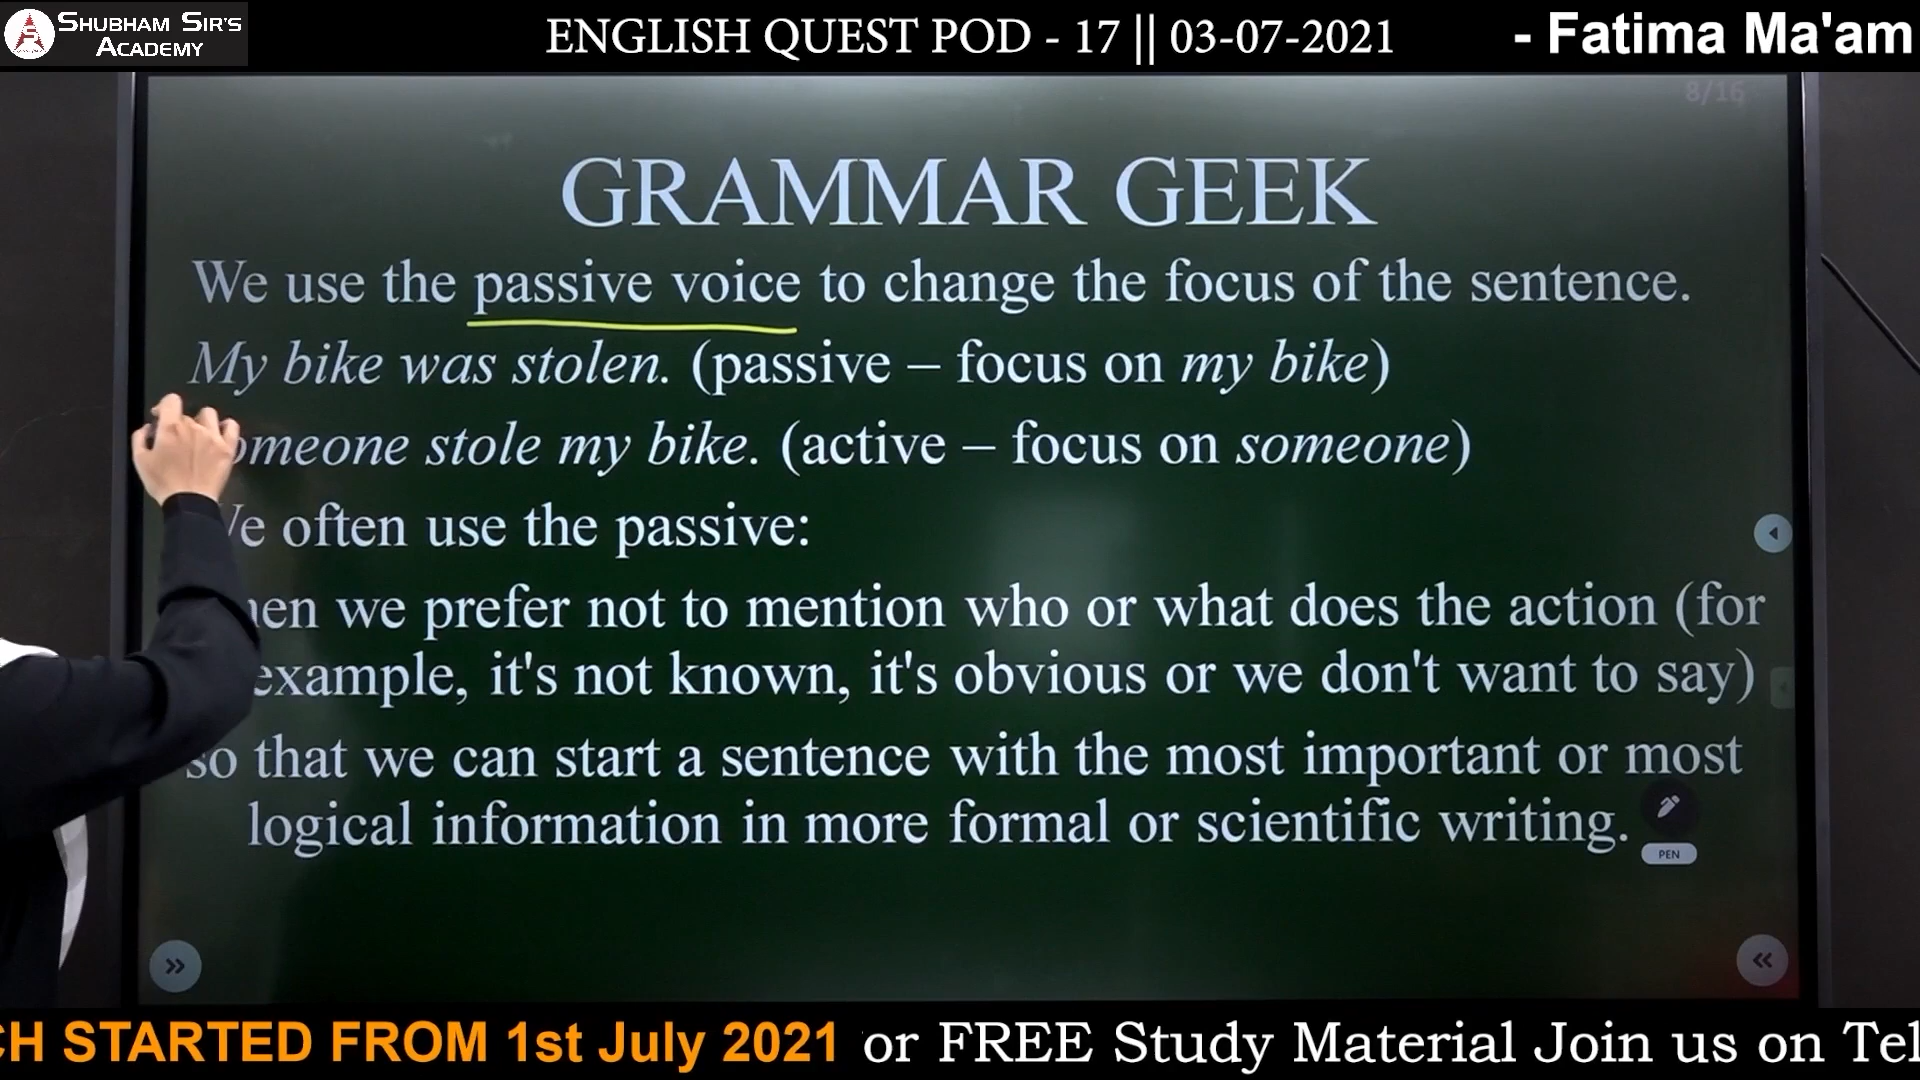 SHUBHAM SIR'S
ACADEMY
ENGLISH QUEST POD - 17 || 03-07-2021
- Fatima Ma'am
8/16
GRAMMAR GEEK
We use the passive voice to change the focus of the sentence.
My bike was stolen. (passive – focus on my bike)
omeone stole my bike. (active – focus on someone)
e often use the passive:
en we prefer not to mention who or what does the action (for
example, it's not known, it's obvious or we don't want to say)
so that we can start a sentence with the most important or most
logical information in more formal or scientific writing.
PEN
CH STARTED FROM 1st July 2021 or FREE Study Material Join us on Tel